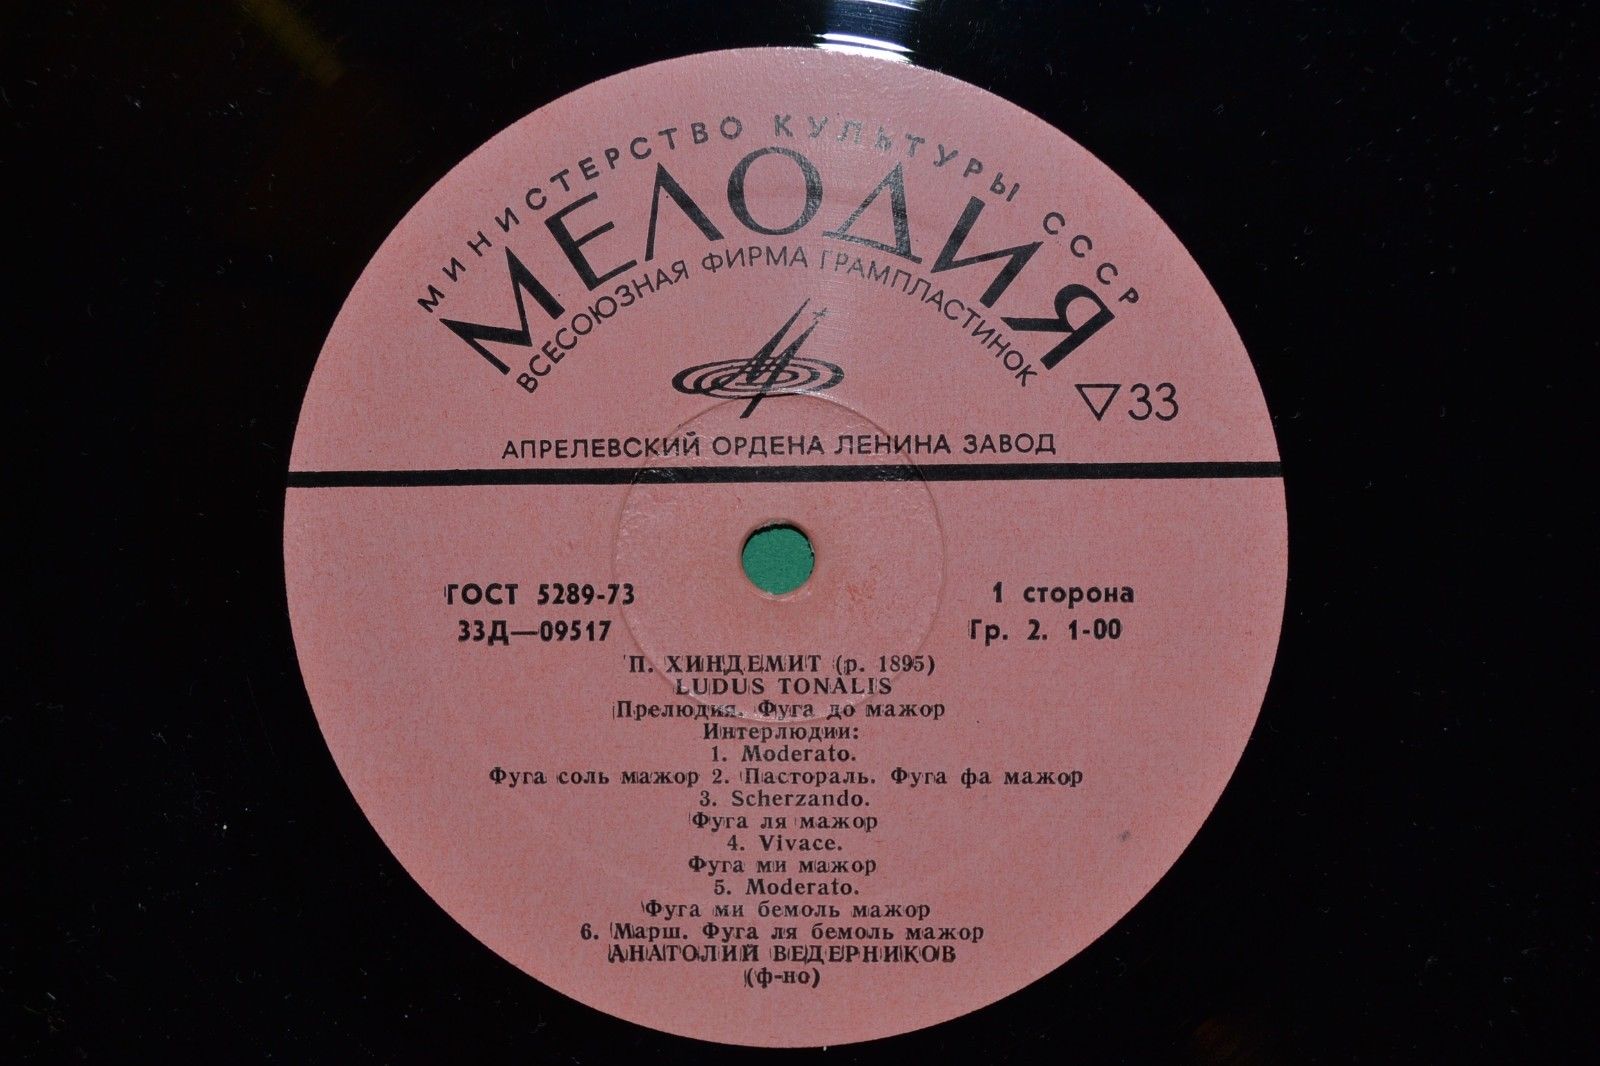 МИНИСТЕРСТВО КУЛЬТУРЫ СССР
МЕЛОДИЯ
ВСЕСОЮЗНАЯ ФИРМА ГРАМПЛАСТИНОК
▽33
АПРЕЛЕВСКИЙ ОРДЕНА ЛЕНИНА ЗАВОД
ГОСТ 5289-73
33Д—09517
1 сторона
Гр. 2. 1-00
П. ХИНДЕМИТ (р. 1895)
LUDUS TONALIS
Прелюдия. Фуга до мажор
Интерлюдии:
1. Moderato.
Фуга соль мажор 2. Пастораль. Фуга фа мажор
3. Scherzando.
Фуга ля мажор
4. Vivace.
Фуга ми мажор
5. Moderato.
Фуга ми бемоль мажор
6. Марш. Фуга ля бемоль мажор
АНАТОЛИЙ ВЕДЕРНИКОВ
(ф-но)